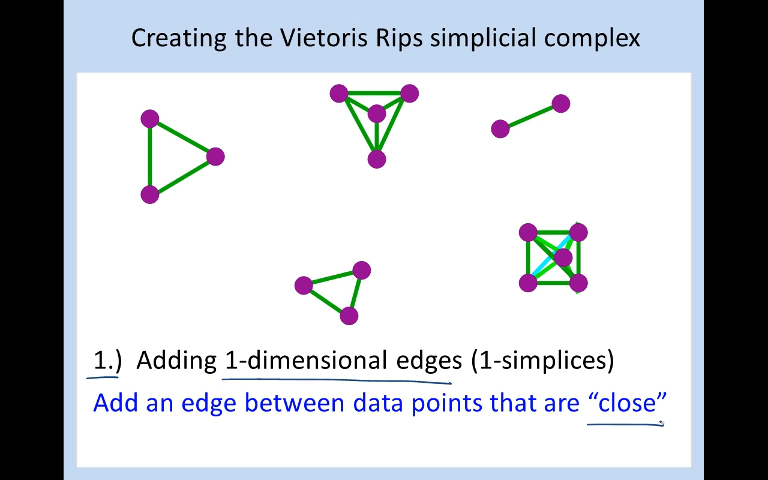 Creating the Vietoris Rips simplicial complex
1.) Adding 1-dimensional edges (1-simplices)
Add an edge between data points that are “close”